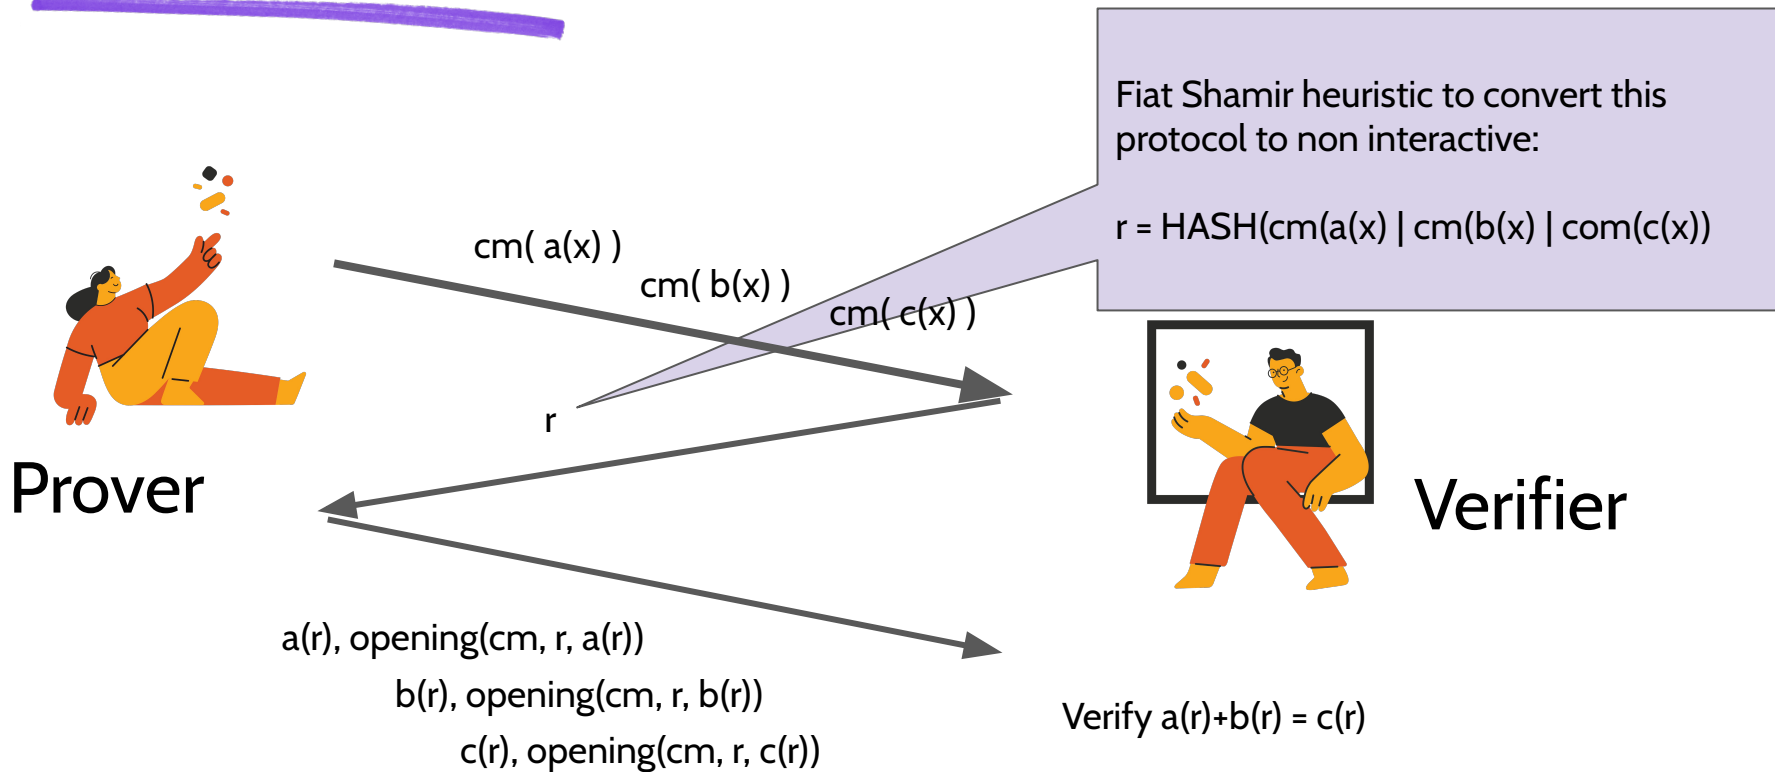 Fiat Shamir heuristic to convert this
protocol to non interactive:
r = HASH(cm(a(x) | cm(b(x) | com(c(x))
cm( a(x) )
cm( b(x) )
cm( c(x) )
r
Prover
Verifier
a(r), opening(cm, r, a(r))
b(r), opening(cm, r, b(r))
c(r), opening(cm, r, c(r))
Verify a(r)+b(r) = c(r)